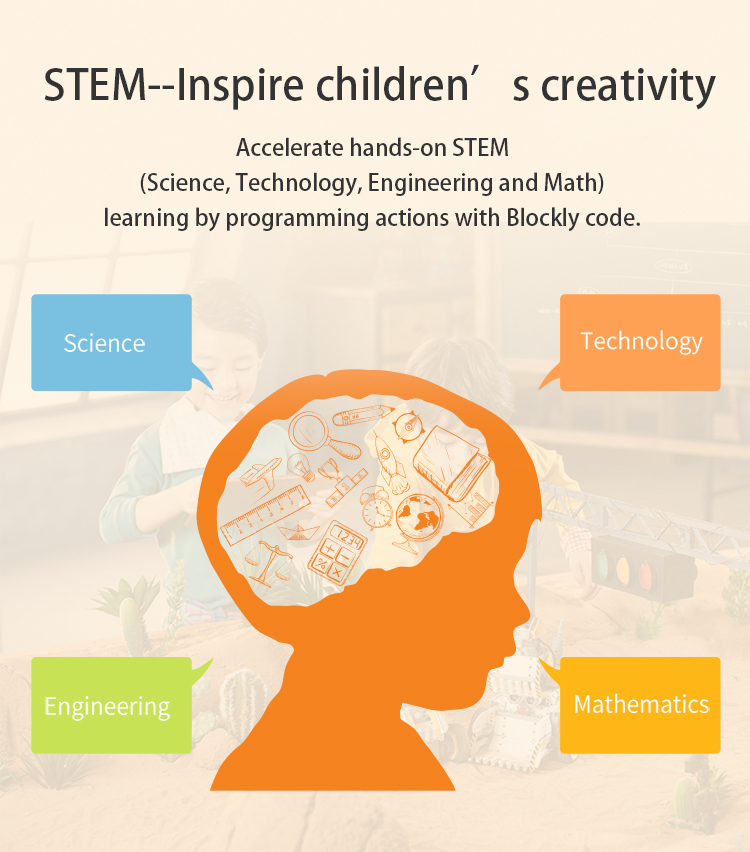 STEM--Inspire children′ s creativity
Accelerate hands-on STEM
(Science, Technology, Engineering and Math)
learning by programming actions with Blockly code.
Science
Technology
1234
Engineering
Mathematics